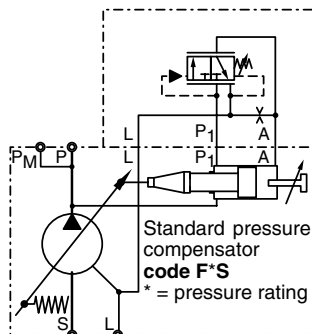 L P1 A
PM P L P1 A
Standard pressure
compensator
code F*S
* = pressure rating
S L